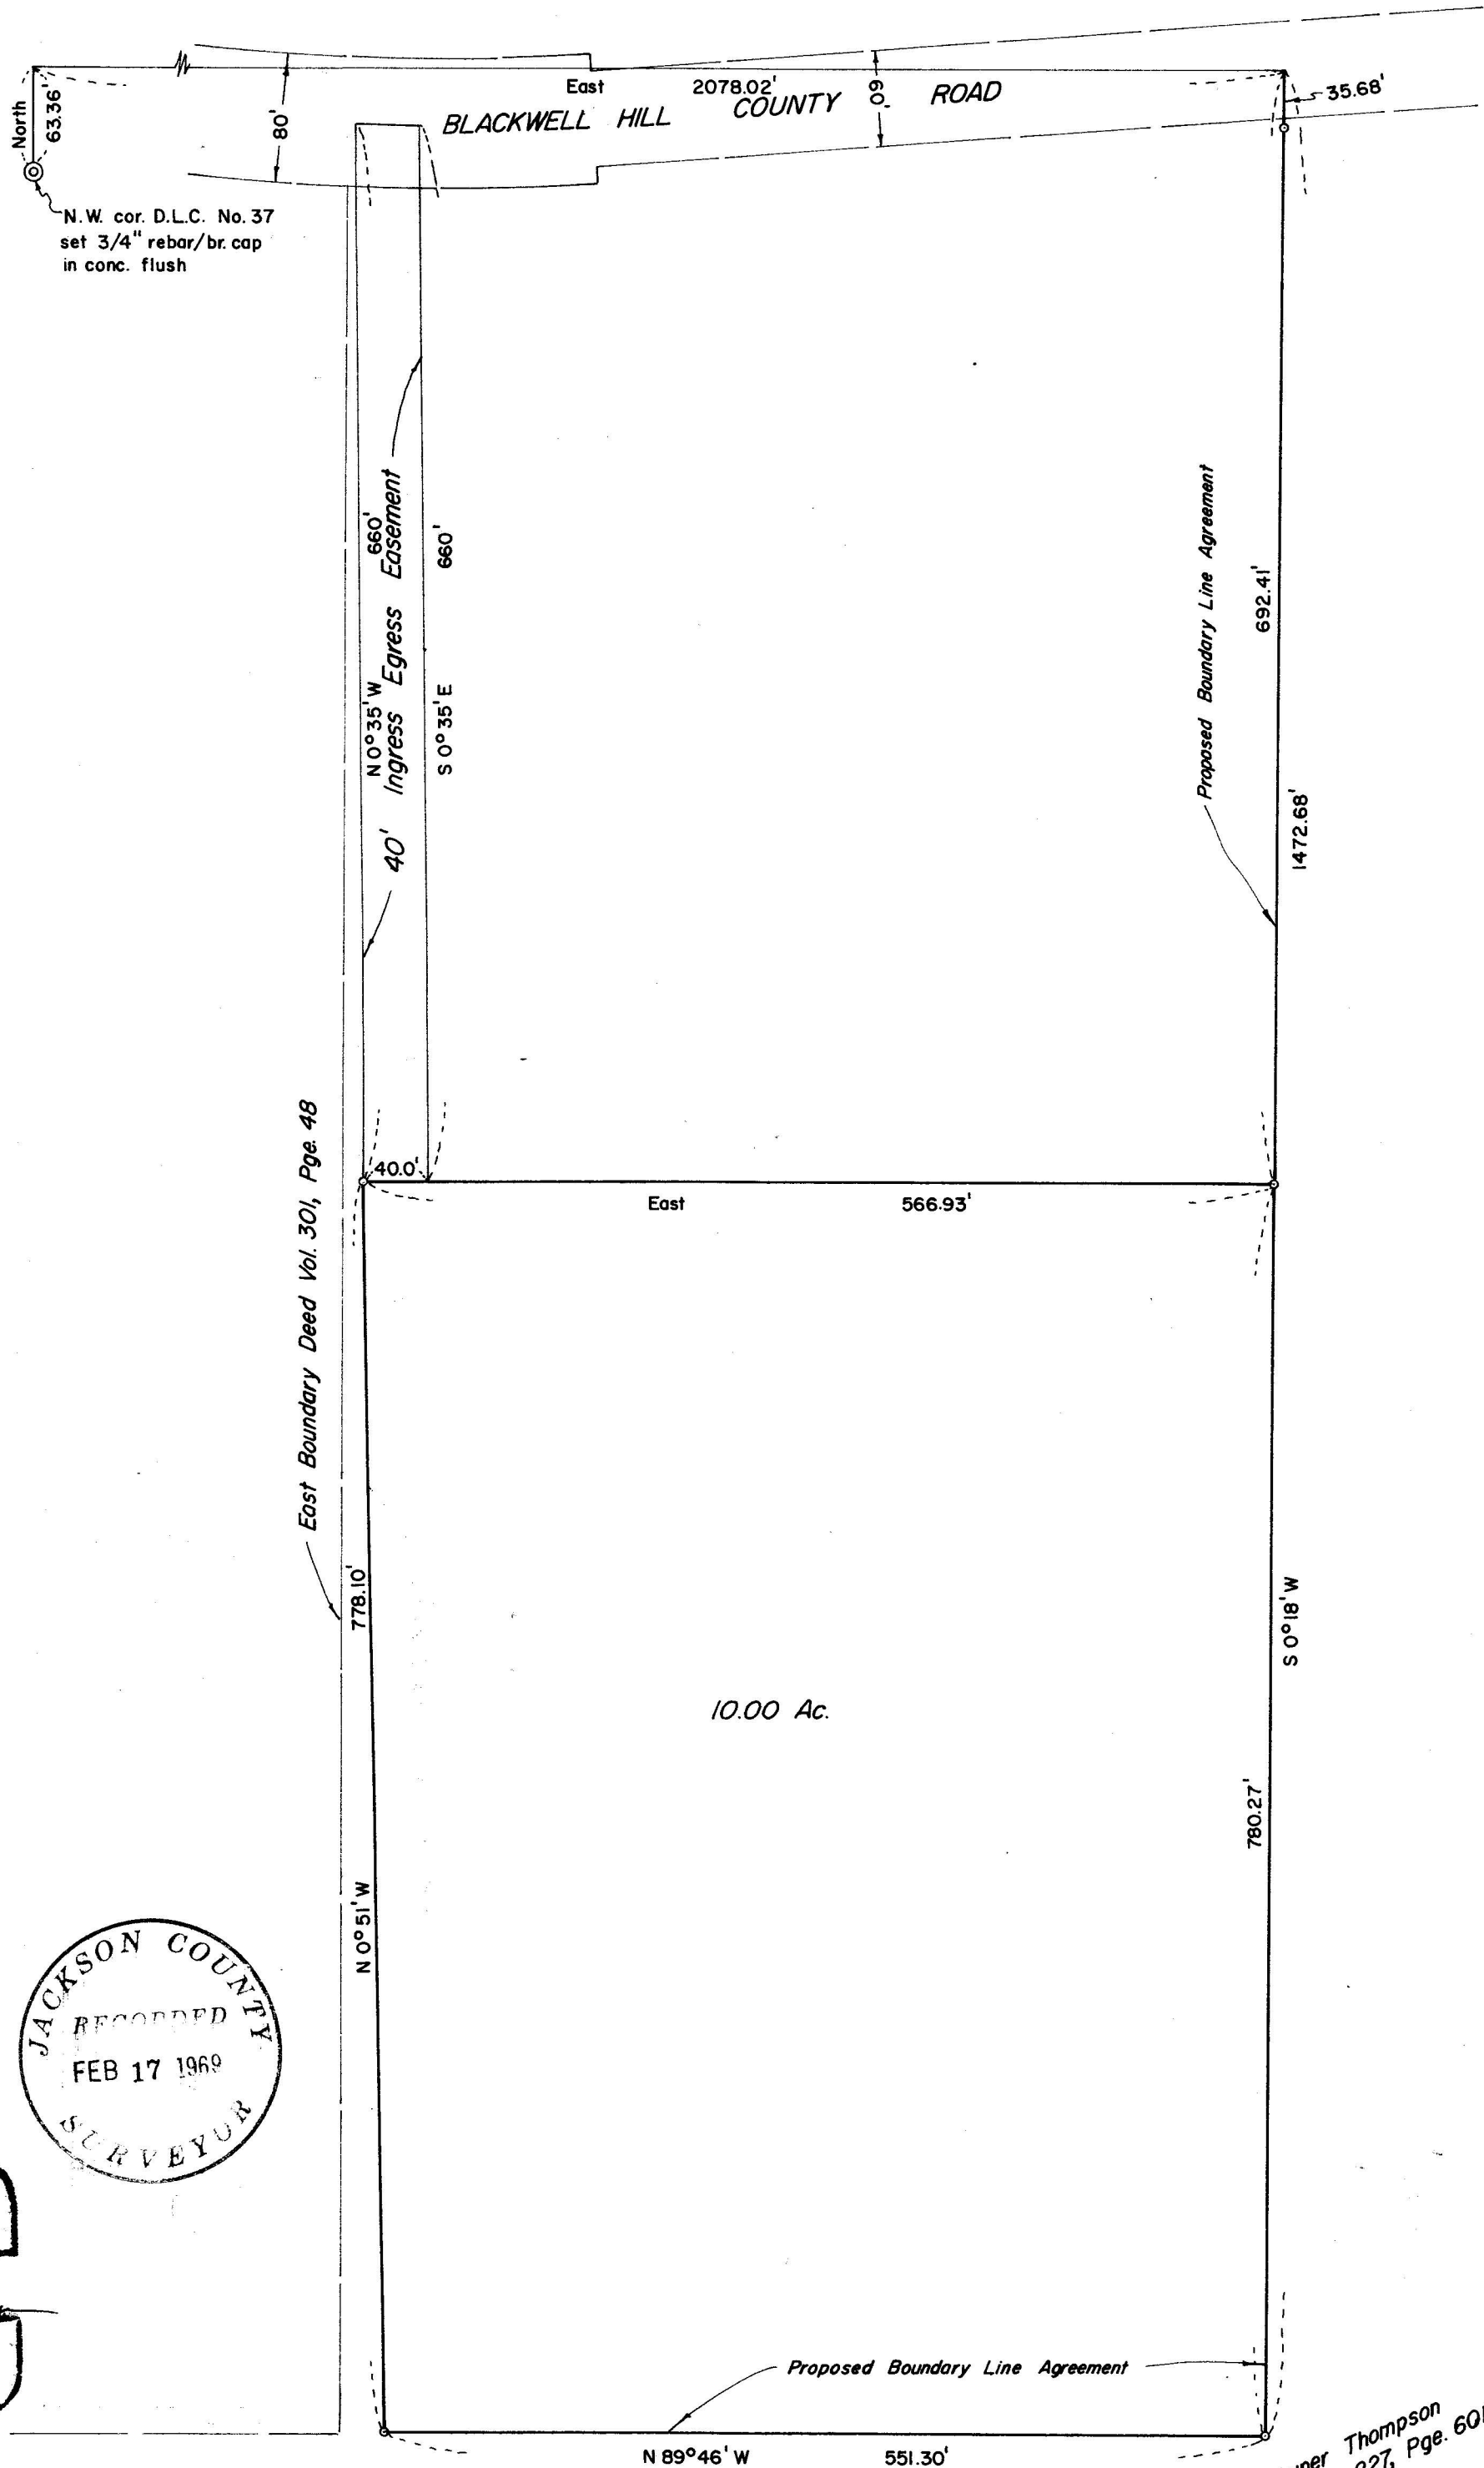 North
63.36'
N.W. cor. D.L.C. No. 37
set 3/4" rebar/br. cap
in conc. flush
80'
East 2078.02'
BLACKWELL HILL COUNTY ROAD
60'
35.68'
N 0°35' W 660'
40' Ingress Egress Easement
S 0°35' E 660'
Proposed Boundary Line Agreement
692.41'
1472.68'
East Boundary Deed Vol. 301, Pge. 48
40.0'
East 566.93'
778.10'
N 0°51' W
10.00 Ac.
S 0°18' W
780.27'
JACKSON COUNTY
RECORDED
FEB 17 1969
SURVEYOR
Proposed Boundary Line Agreement
N 89°46' W 551.30'
Thompson
Pge. 601